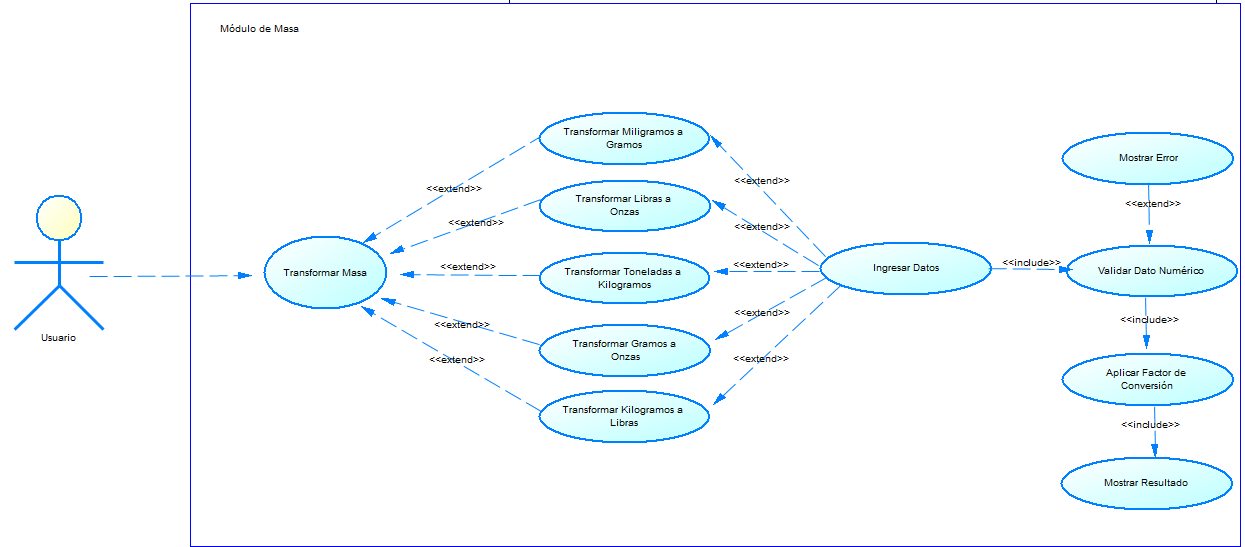 Módulo de Masa
Usuario
Transformar Masa
<<extend>>
<<extend>>
<<extend>>
<<extend>>
<<extend>>
Transformar Miligramos a
Gramos
Transformar Libras a
Onzas
Transformar Toneladas a
Kilogramos
Transformar Gramos a
Onzas
Transformar Kilogramos a
Libras
<<extend>>
<<extend>>
<<extend>>
<<extend>>
<<extend>>
Ingresar Datos
<<include>>
Mostrar Error
<<extend>>
Validar Dato Numérico
<<include>>
Aplicar Factor de
Conversión
<<include>>
Mostrar Resultado